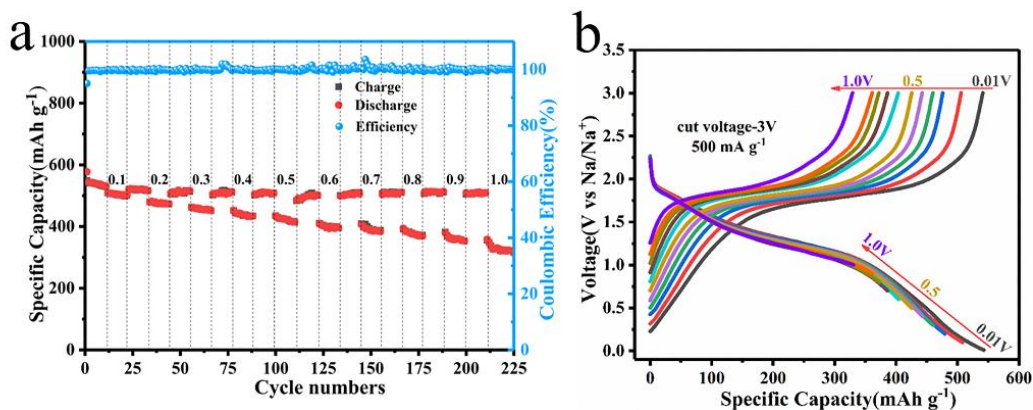 a
Specific Capacity(mAh g⁻¹)
1000
800
600
400
200
0
0 25 50 75 100 125 150 175 200 225
Cycle numbers
Coulombic Efficiency(%)
100
80
60
40
20
0
Charge
Discharge
Efficiency
0.1 0.2 0.3 0.4 0.5 0.6 0.7 0.8 0.9 1.0
b
Voltage(V vs Na/Na⁺)
3.5
3.0
2.5
2.0
1.5
1.0
0.5
0.0
0 100 200 300 400 500 600
Specific Capacity(mAh g⁻¹)
1.0V 0.5 0.01V
cut voltage-3V
500 mA g⁻¹
1.0V
0.5
0.01V